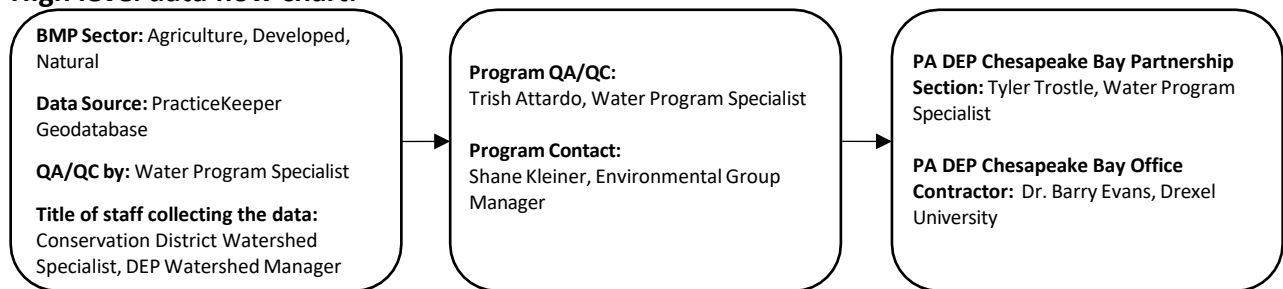 BMP Sector: Agriculture, Developed,
Natural
Data Source: PracticeKeeper
Geodatabase
QA/QC by: Water Program Specialist
Title of staff collecting the data:
Conservation District Watershed
Specialist, DEP Watershed Manager
Program QA/QC:
Trish Attardo, Water Program Specialist
Program Contact:
Shane Kleiner, Environmental Group
Manager
PA DEP Chesapeake Bay Partnership
Section: Tyler Trostle, Water Program
Specialist
PA DEP Chesapeake Bay Office
Contractor: Dr. Barry Evans, Drexel
University